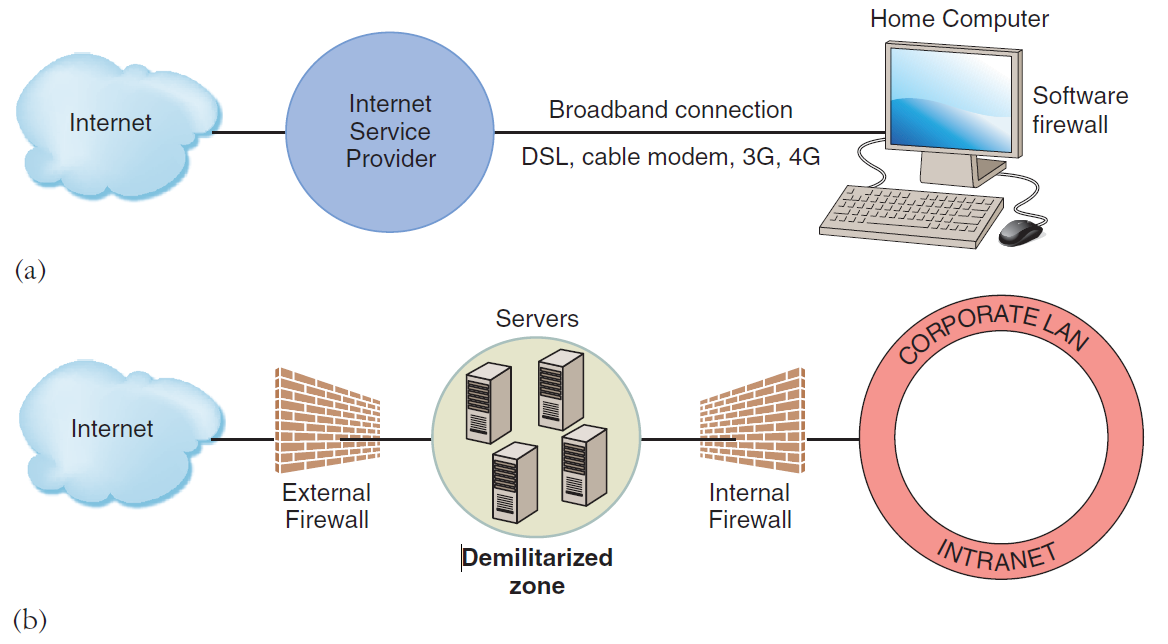 Home Computer
Internet
Internet
Service
Provider
Broadband connection
DSL, cable modem, 3G, 4G
Software
firewall
(a)
Servers
CORPORATE LAN
Internet
External
Firewall
Internal
Firewall
INTRANET
Demilitarized
zone
(b)